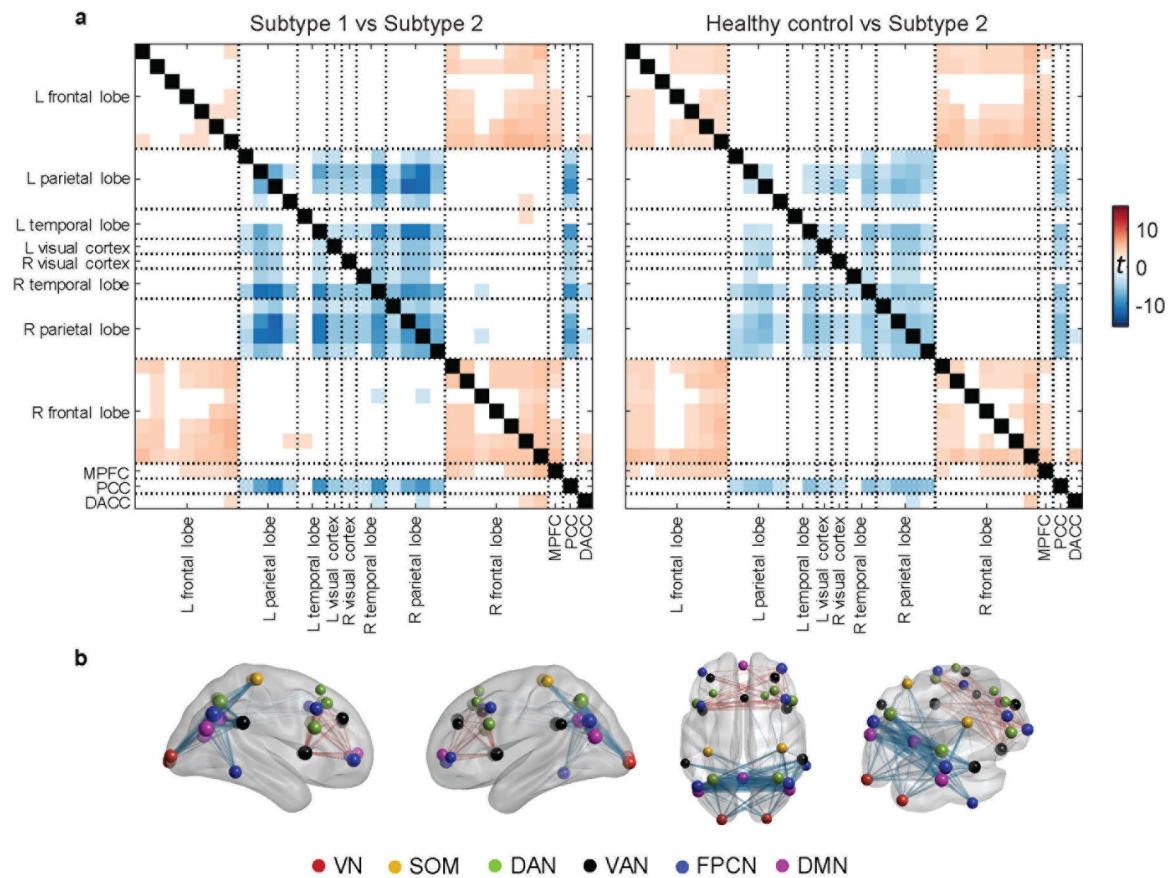 a
Subtype 1 vs Subtype 2
Healthy control vs Subtype 2
L frontal lobe
L parietal lobe
L temporal lobe
L visual cortex
R visual cortex
R temporal lobe
R parietal lobe
R frontal lobe
MPFC
PCC
DACC
L frontal lobe
L parietal lobe
L temporal lobe
L visual cortex
R visual cortex
R temporal lobe
R parietal lobe
R frontal lobe
MPFC
PCC
DACC
L frontal lobe
L parietal lobe
L temporal lobe
L visual cortex
R visual cortex
R temporal lobe
R parietal lobe
R frontal lobe
MPFC
PCC
DACC
10
t 0
-10
b
VN SOM DAN VAN FPCN DMN